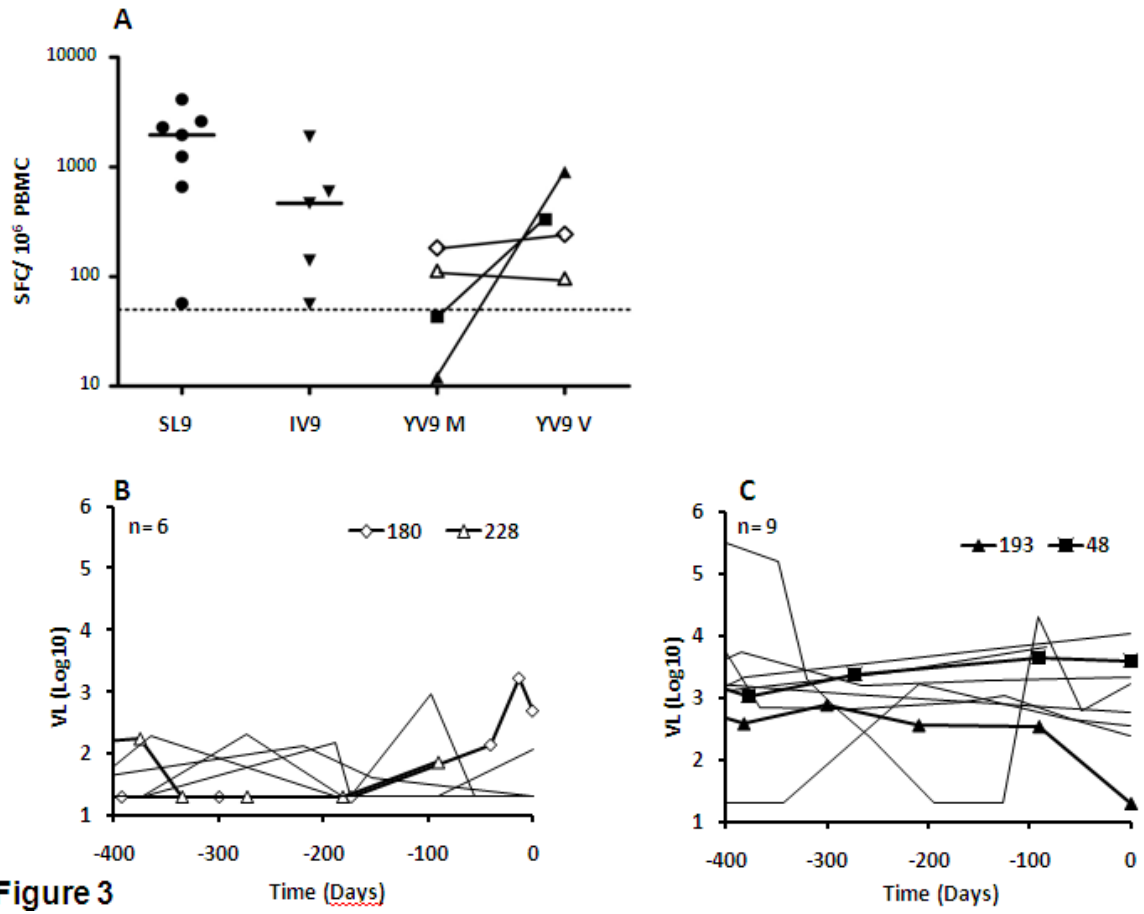 A
10000
1000
100
10
SFC/ 10⁶ PBMC
SL9 IV9 YV9 M YV9 V
B
n= 6
180 228
6
5
4
3
2
1
VL (Log10)
-400 -300 -200 -100 0
Time (Days)
C
n= 9
193 48
6
5
4
3
2
1
VL (Log10)
-400 -300 -200 -100 0
Time (Days)
Figure 3